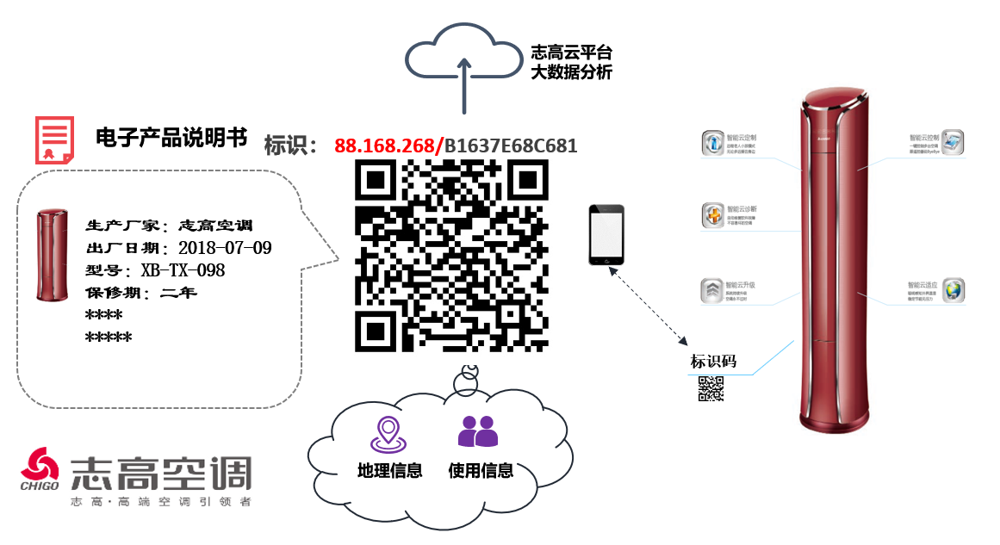 志高云平台
大数据分析
电子产品说明书
标识： 88.168.268/B1637E68C681
生产厂家：志高空调
出厂日期：2018-07-09
型号：XB-TX-098
保修期：二年
****
*****
智能云定制
智能云控制
智能云诊断
智能云升级
智能云适应
标识码
地理信息
使用信息
CHIGO
志高空调
志高·高端空调引领者